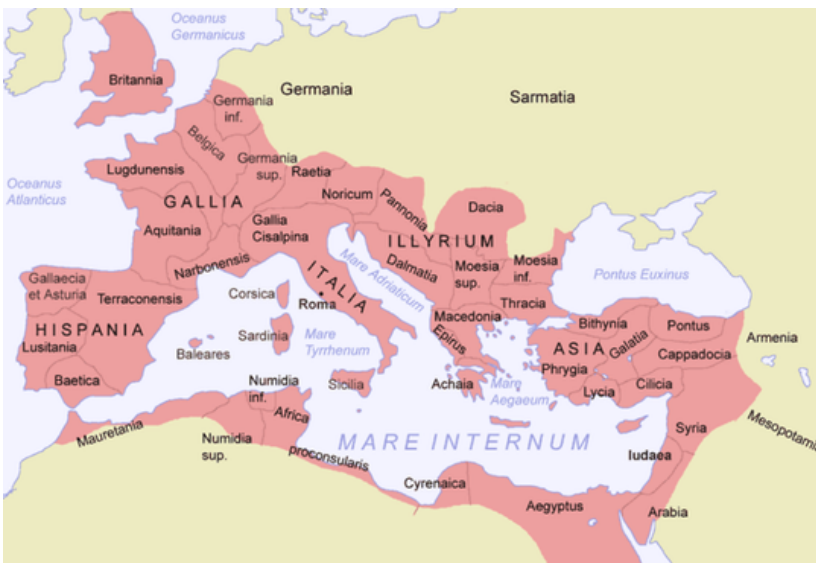 Oceanus
Germanicus
Britannia
Germania
Sarmatia
Germania
inf.
Belgica
Lugdunensis
Germania
sup.
Raetia
Oceanus
Atlanticus
GALLIA
Noricum
Pannonia
Dacia
Aquitania
Gallia
Cisalpina
ILLYRIUM
Narbonensis
Dalmatia
Moesia
sup.
Moesia
inf.
Pontus Euxinus
Gallaecia
et Asturia
Terraconensis
Corsica
ITALIA
Mare Adriaticum
Roma
Thracia
Macedonia
HISPANIA
Lusitania
Sardinia
Mare
Tyrrhenum
Epirus
Bithynia
Pontus
Armenia
Baleares
ASIA
Galatia
Cappadocia
Phrygia
Baetica
Numidia
inf.
Sicilia
Achaia
Mare
Aegaeum
Lycia
Cilicia
Africa
proconsularis
Mauretania
Numidia
sup.
MARE INTERNUM
Syria
Mesopotamia
Iudaea
Cyrenaica
Aegyptus
Arabia